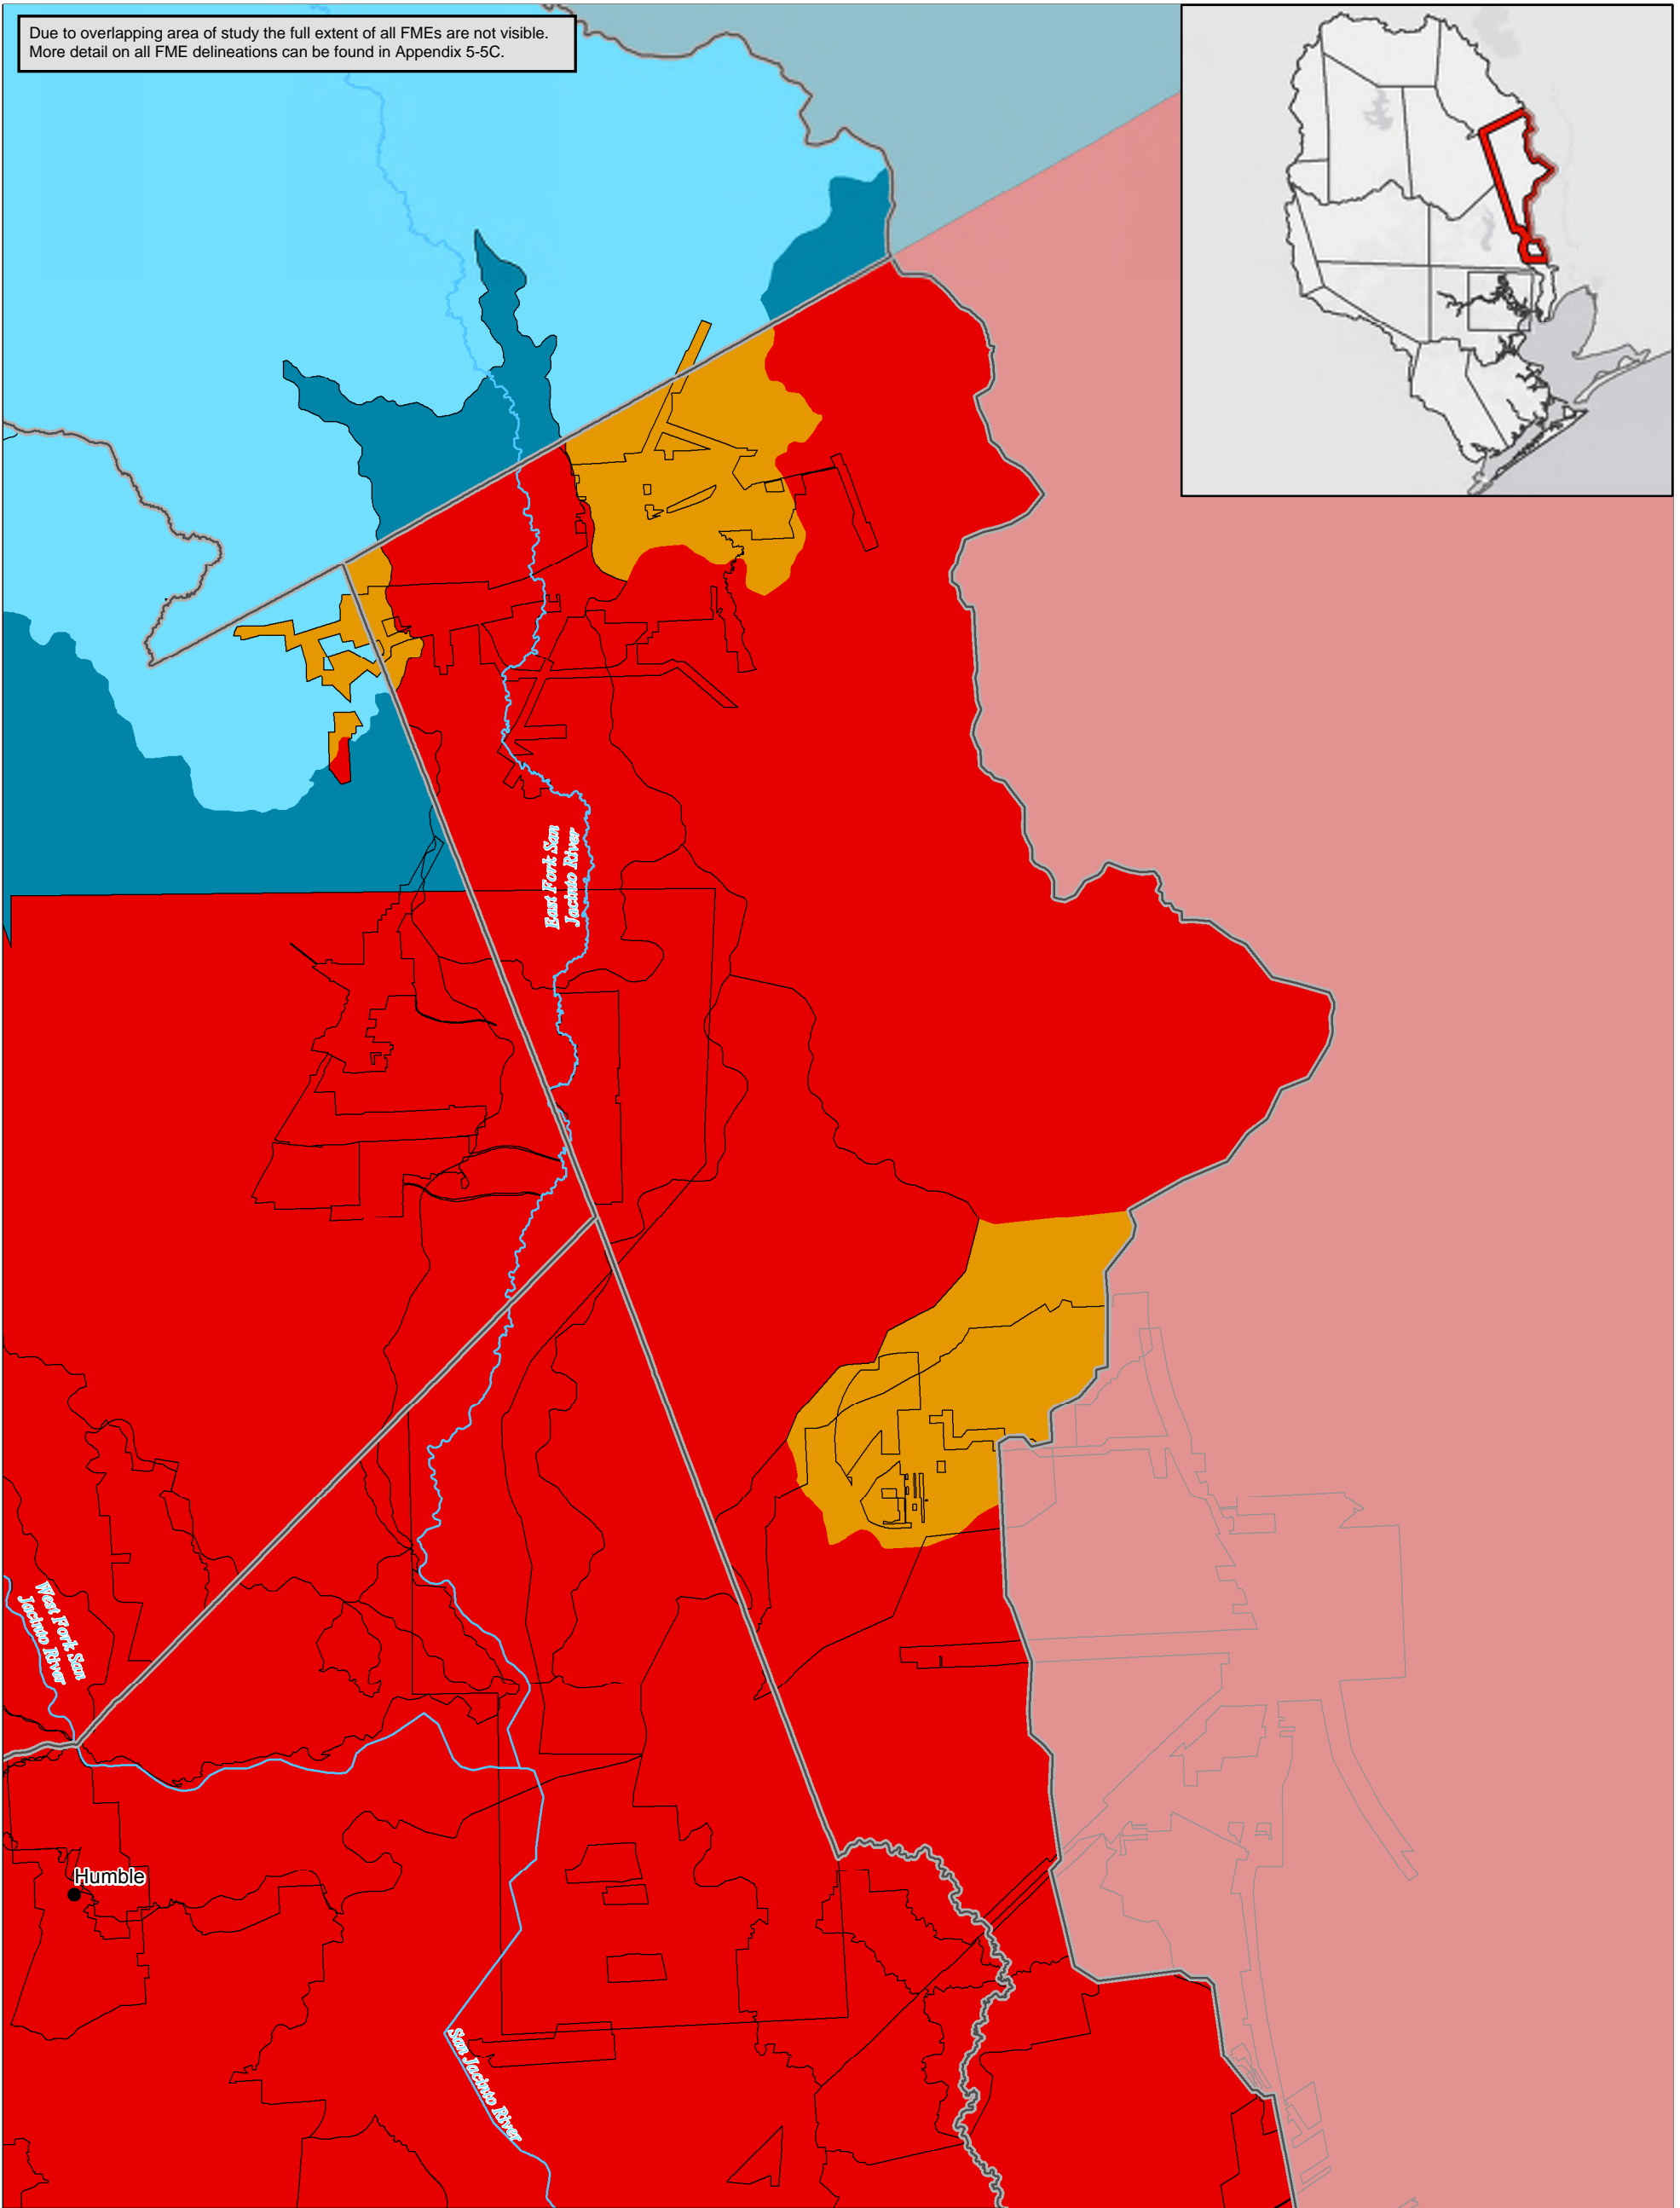 Due to overlapping area of study the full extent of all FMEs are not visible.
More detail on all FME delineations can be found in Appendix 5-5C.
East Fork San
Jacinto River
West Fork San
Jacinto River
Humble
San Jacinto River